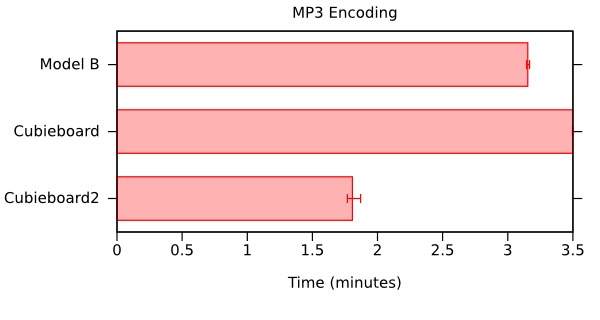 MP3 Encoding
Model B
Cubieboard
Cubieboard2
0 0.5 1 1.5 2 2.5 3 3.5
Time (minutes)